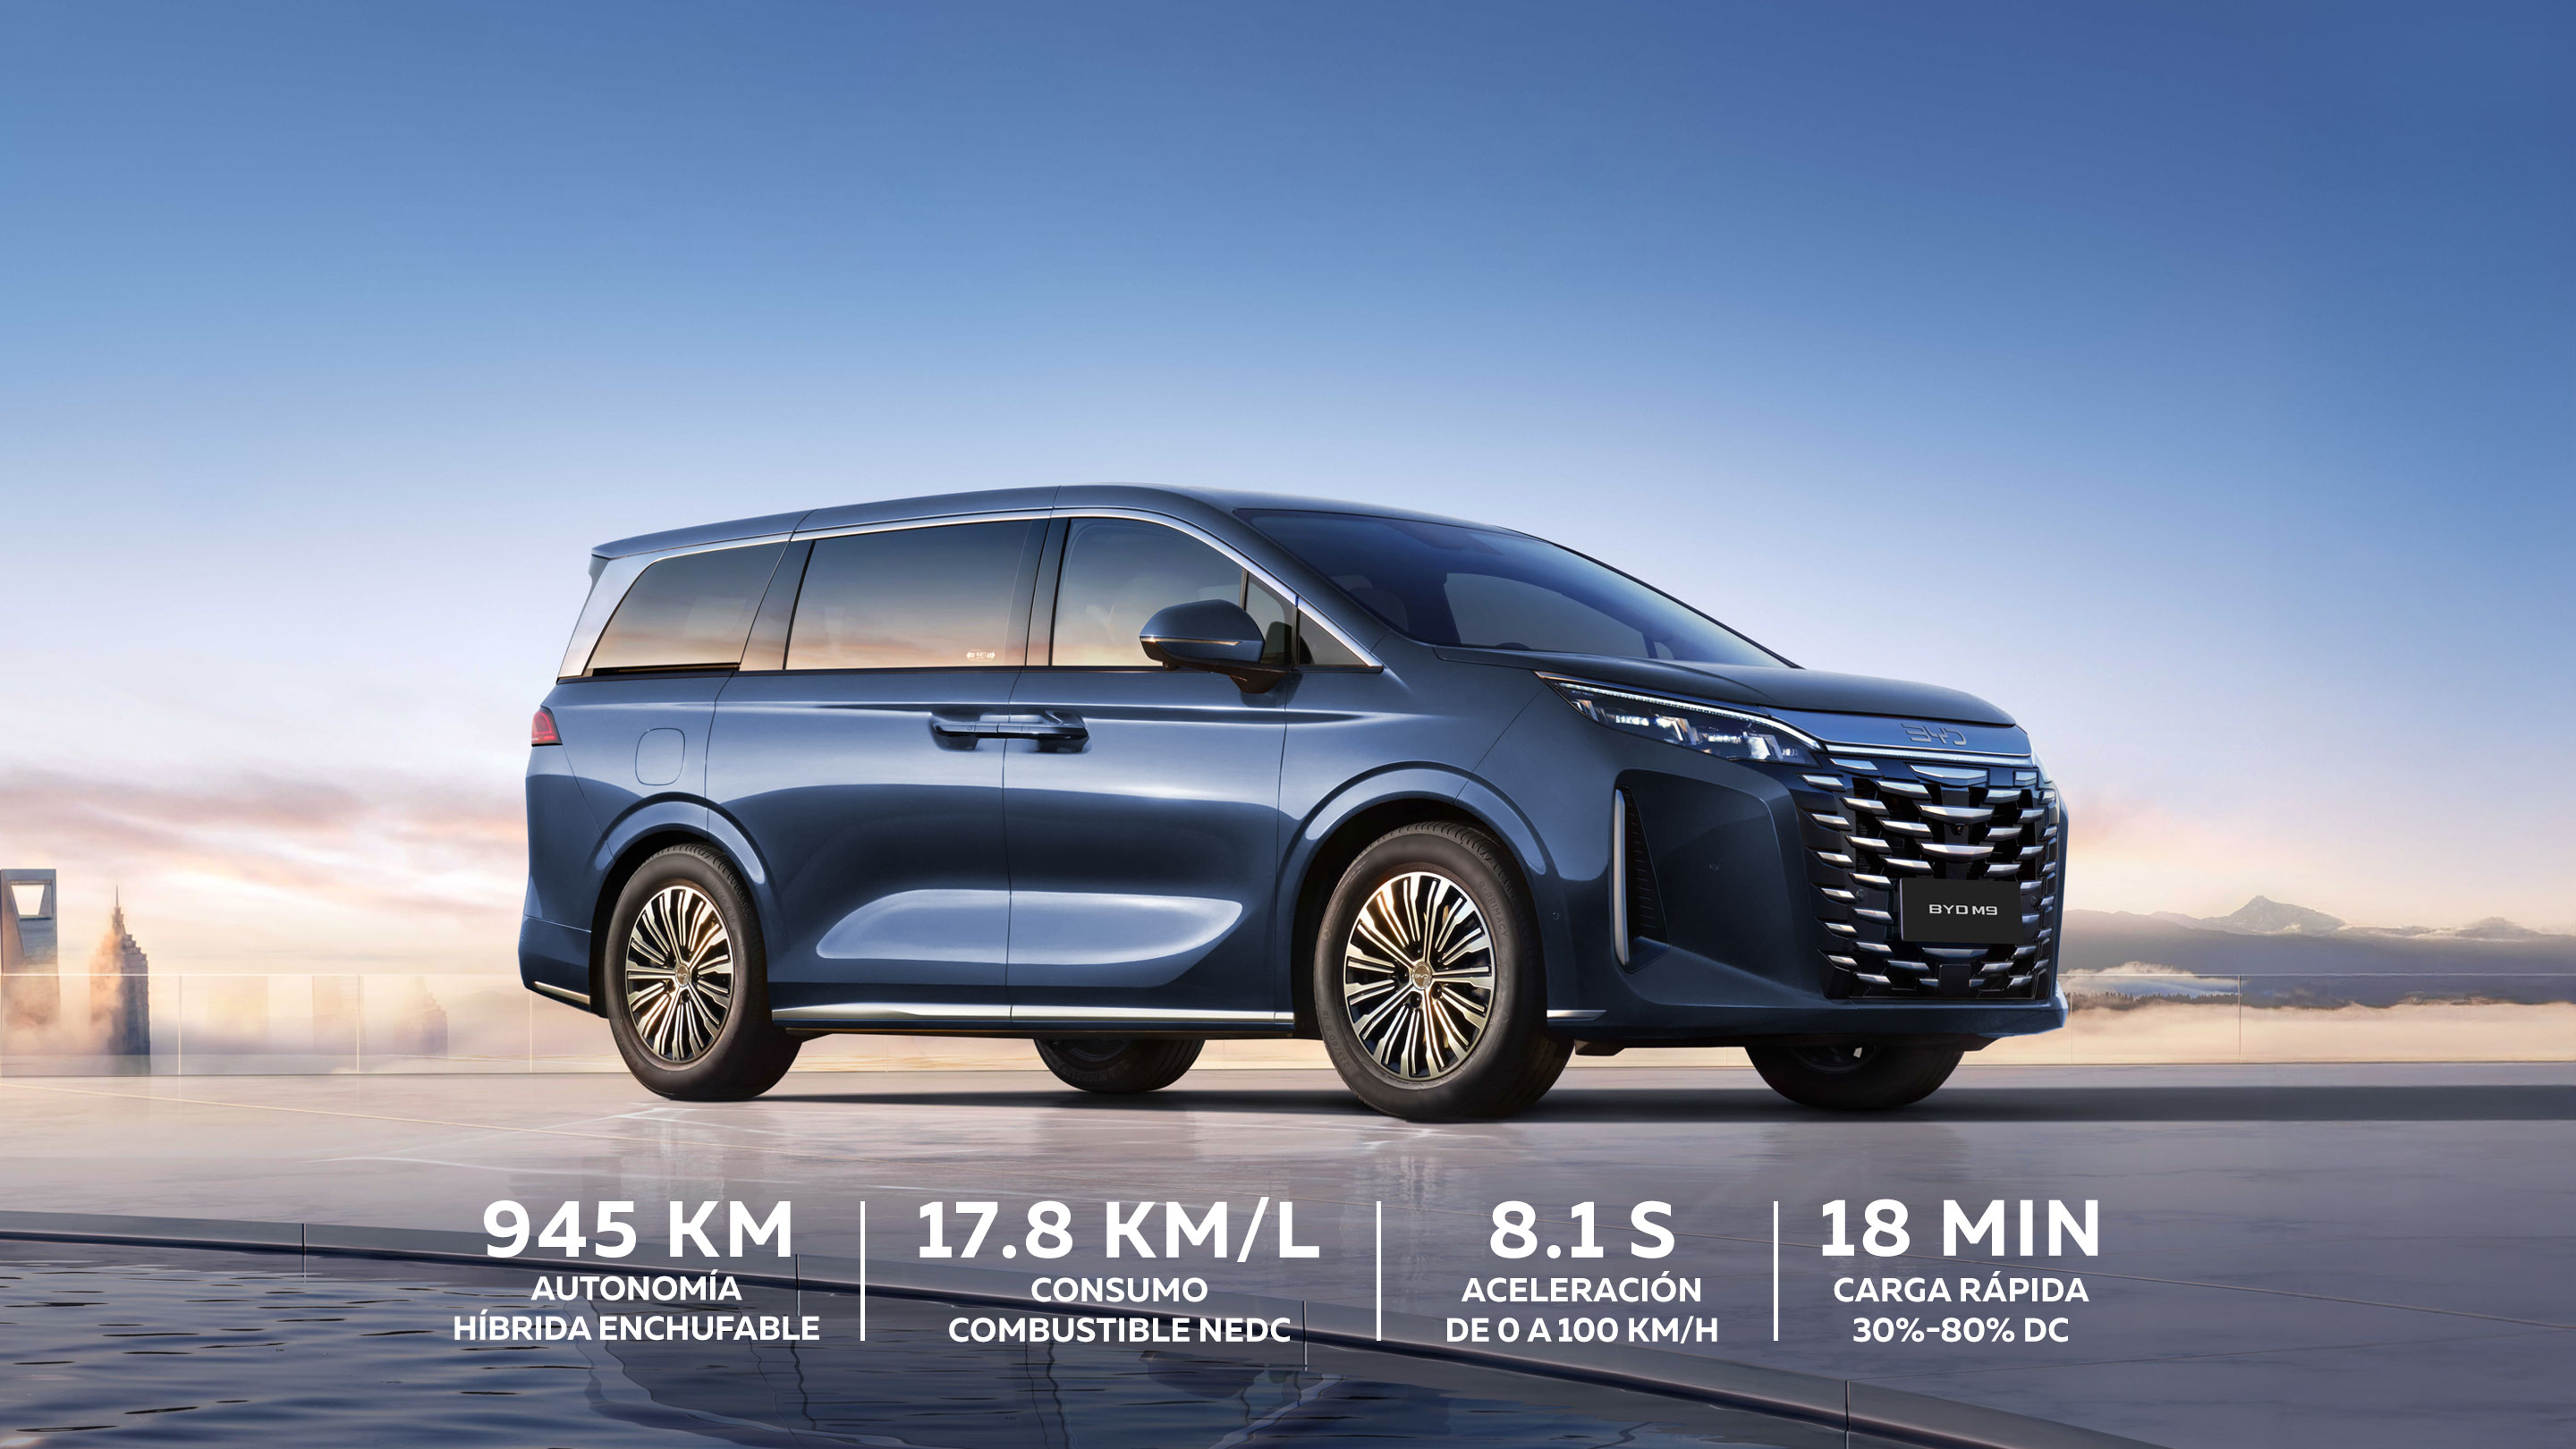 BYD
BYD M9
945 KM
AUTONOMÍA
HÍBRIDA ENCHUFABLE
17.8 KM/L
CONSUMO
COMBUSTIBLE NEDC
8.1 S
ACELERACIÓN
DE 0 A 100 KM/H
18 MIN
CARGA RÁPIDA
30%-80% DC